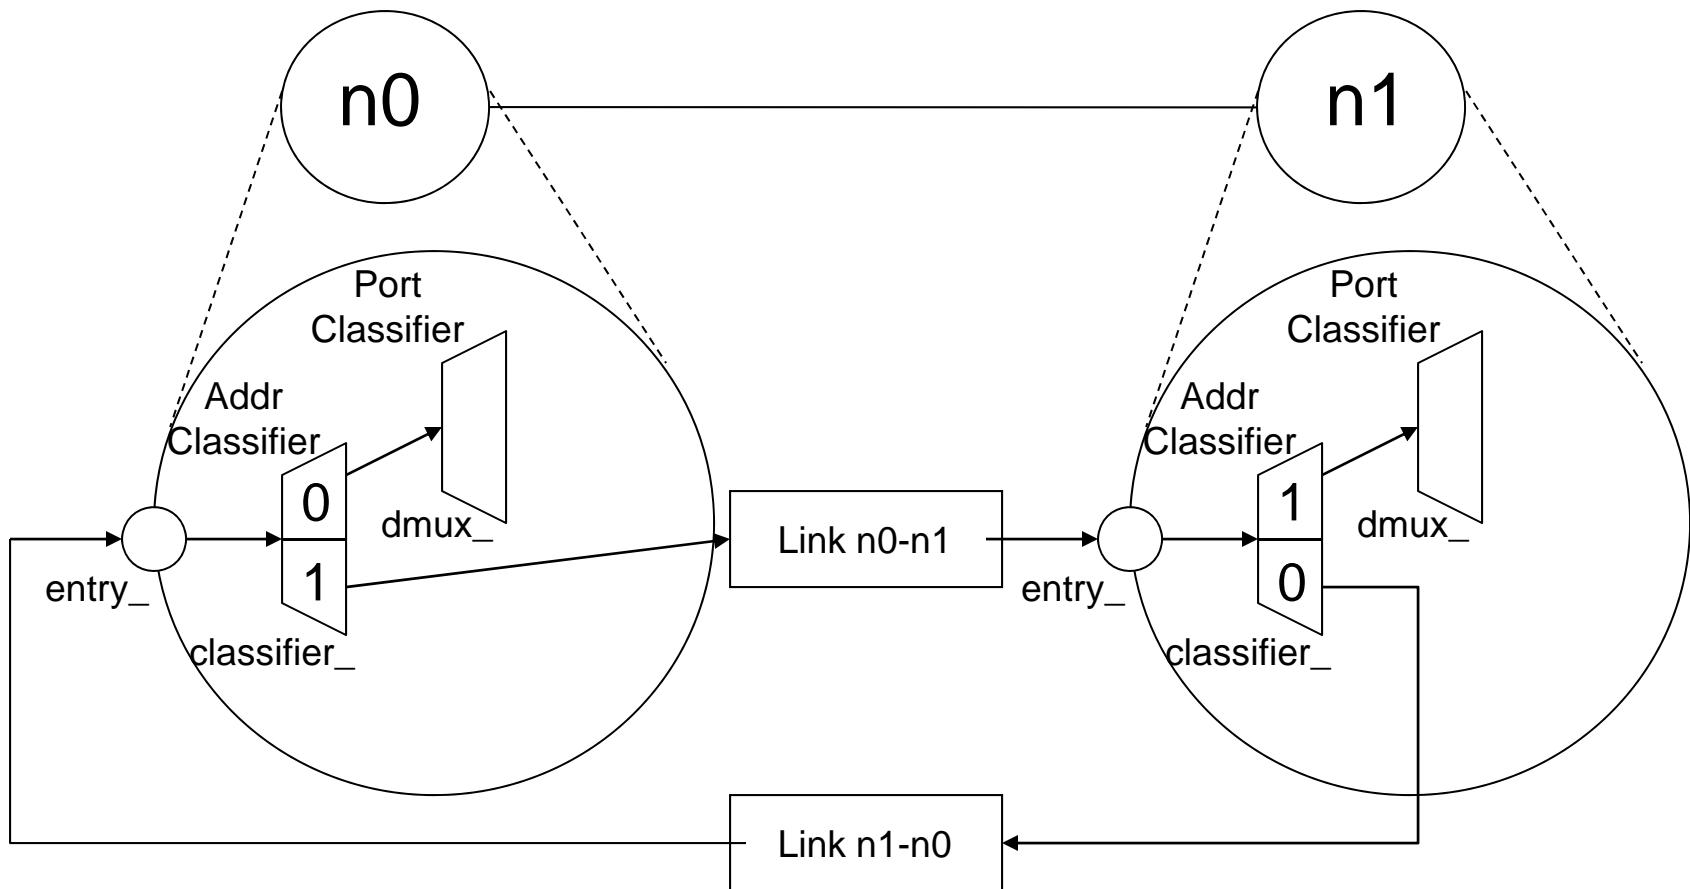 n0
n1
Port
Classifier
Addr
Classifier
0
1
dmux_
entry_
classifier_
Link n0-n1
Port
Classifier
Addr
Classifier
1
0
dmux_
entry_
classifier_
Link n1-n0